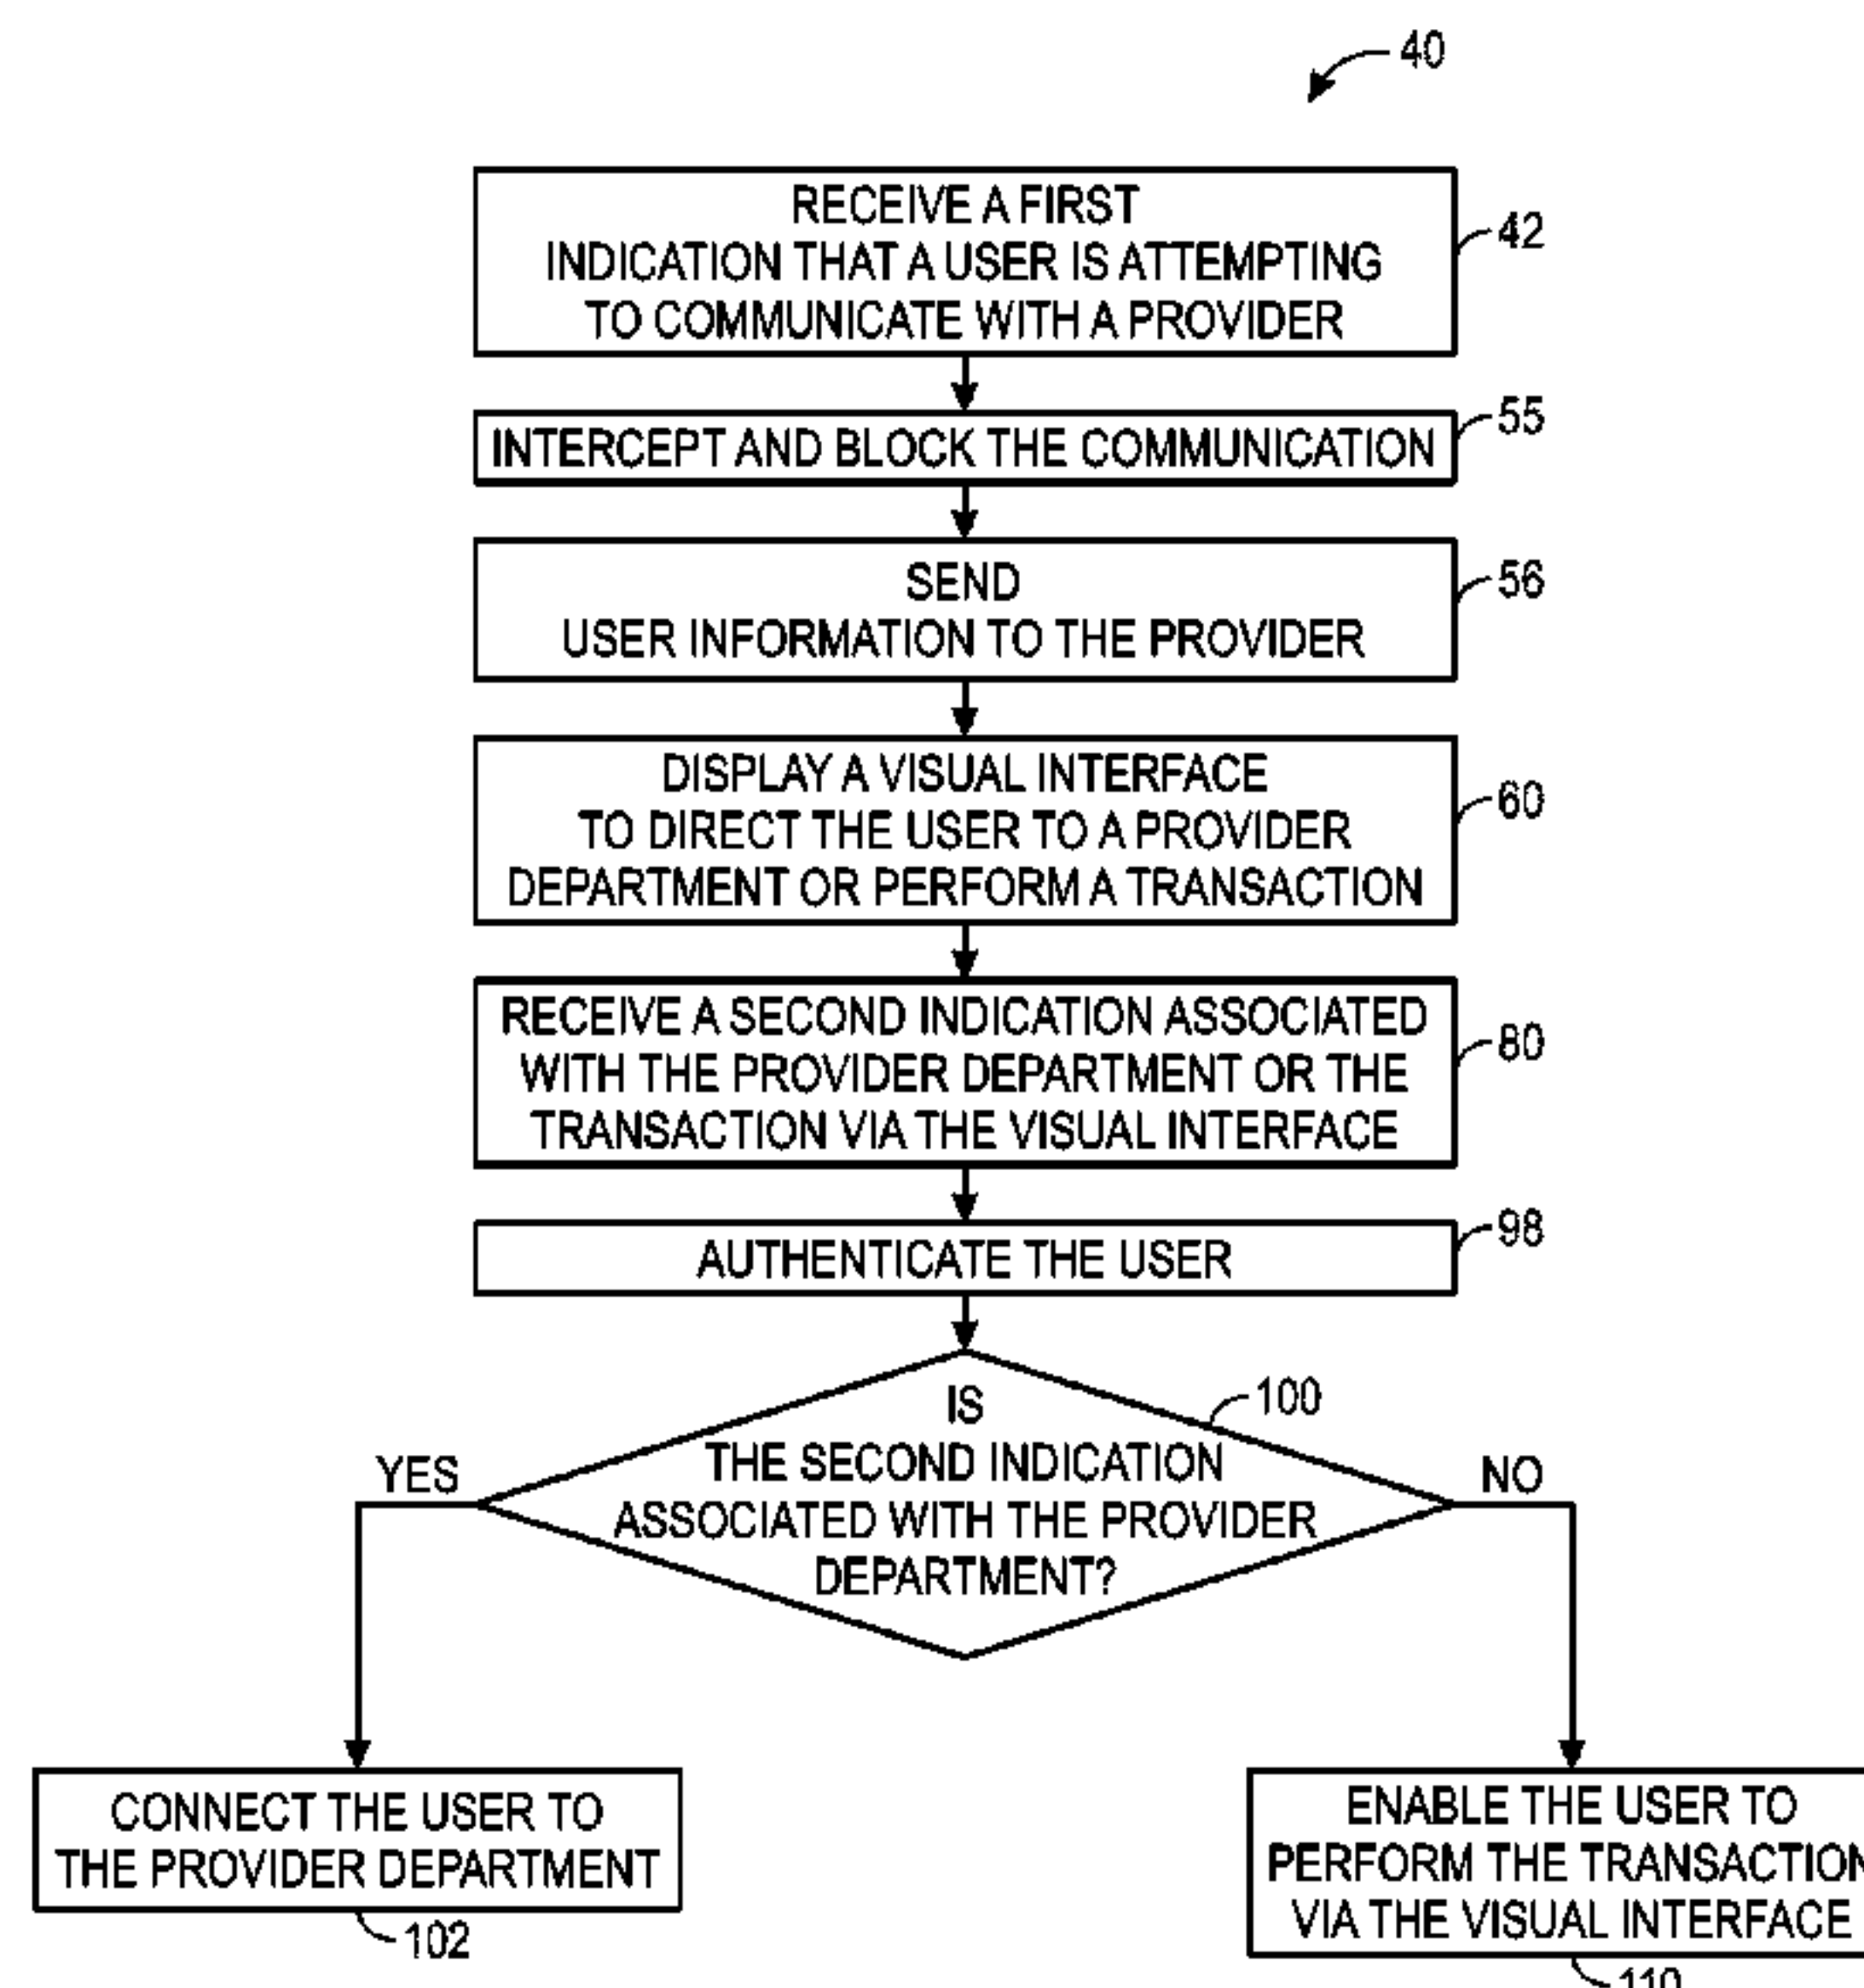 40
RECEIVE A FIRST
INDICATION THAT A USER IS ATTEMPTING
TO COMMUNICATE WITH A PROVIDER
42
INTERCEPT AND BLOCK THE COMMUNICATION
55
SEND
USER INFORMATION TO THE PROVIDER
56
DISPLAY A VISUAL INTERFACE
TO DIRECT THE USER TO A PROVIDER
DEPARTMENT OR PERFORM A TRANSACTION
60
RECEIVE A SECOND INDICATION ASSOCIATED
WITH THE PROVIDER DEPARTMENT OR THE
TRANSACTION VIA THE VISUAL INTERFACE
80
AUTHENTICATE THE USER
98
IS
THE SECOND INDICATION
ASSOCIATED WITH THE PROVIDER
DEPARTMENT?
100
YES
NO
CONNECT THE USER TO
THE PROVIDER DEPARTMENT
102
ENABLE THE USER TO
PERFORM THE TRANSACTION
VIA THE VISUAL INTERFACE
110